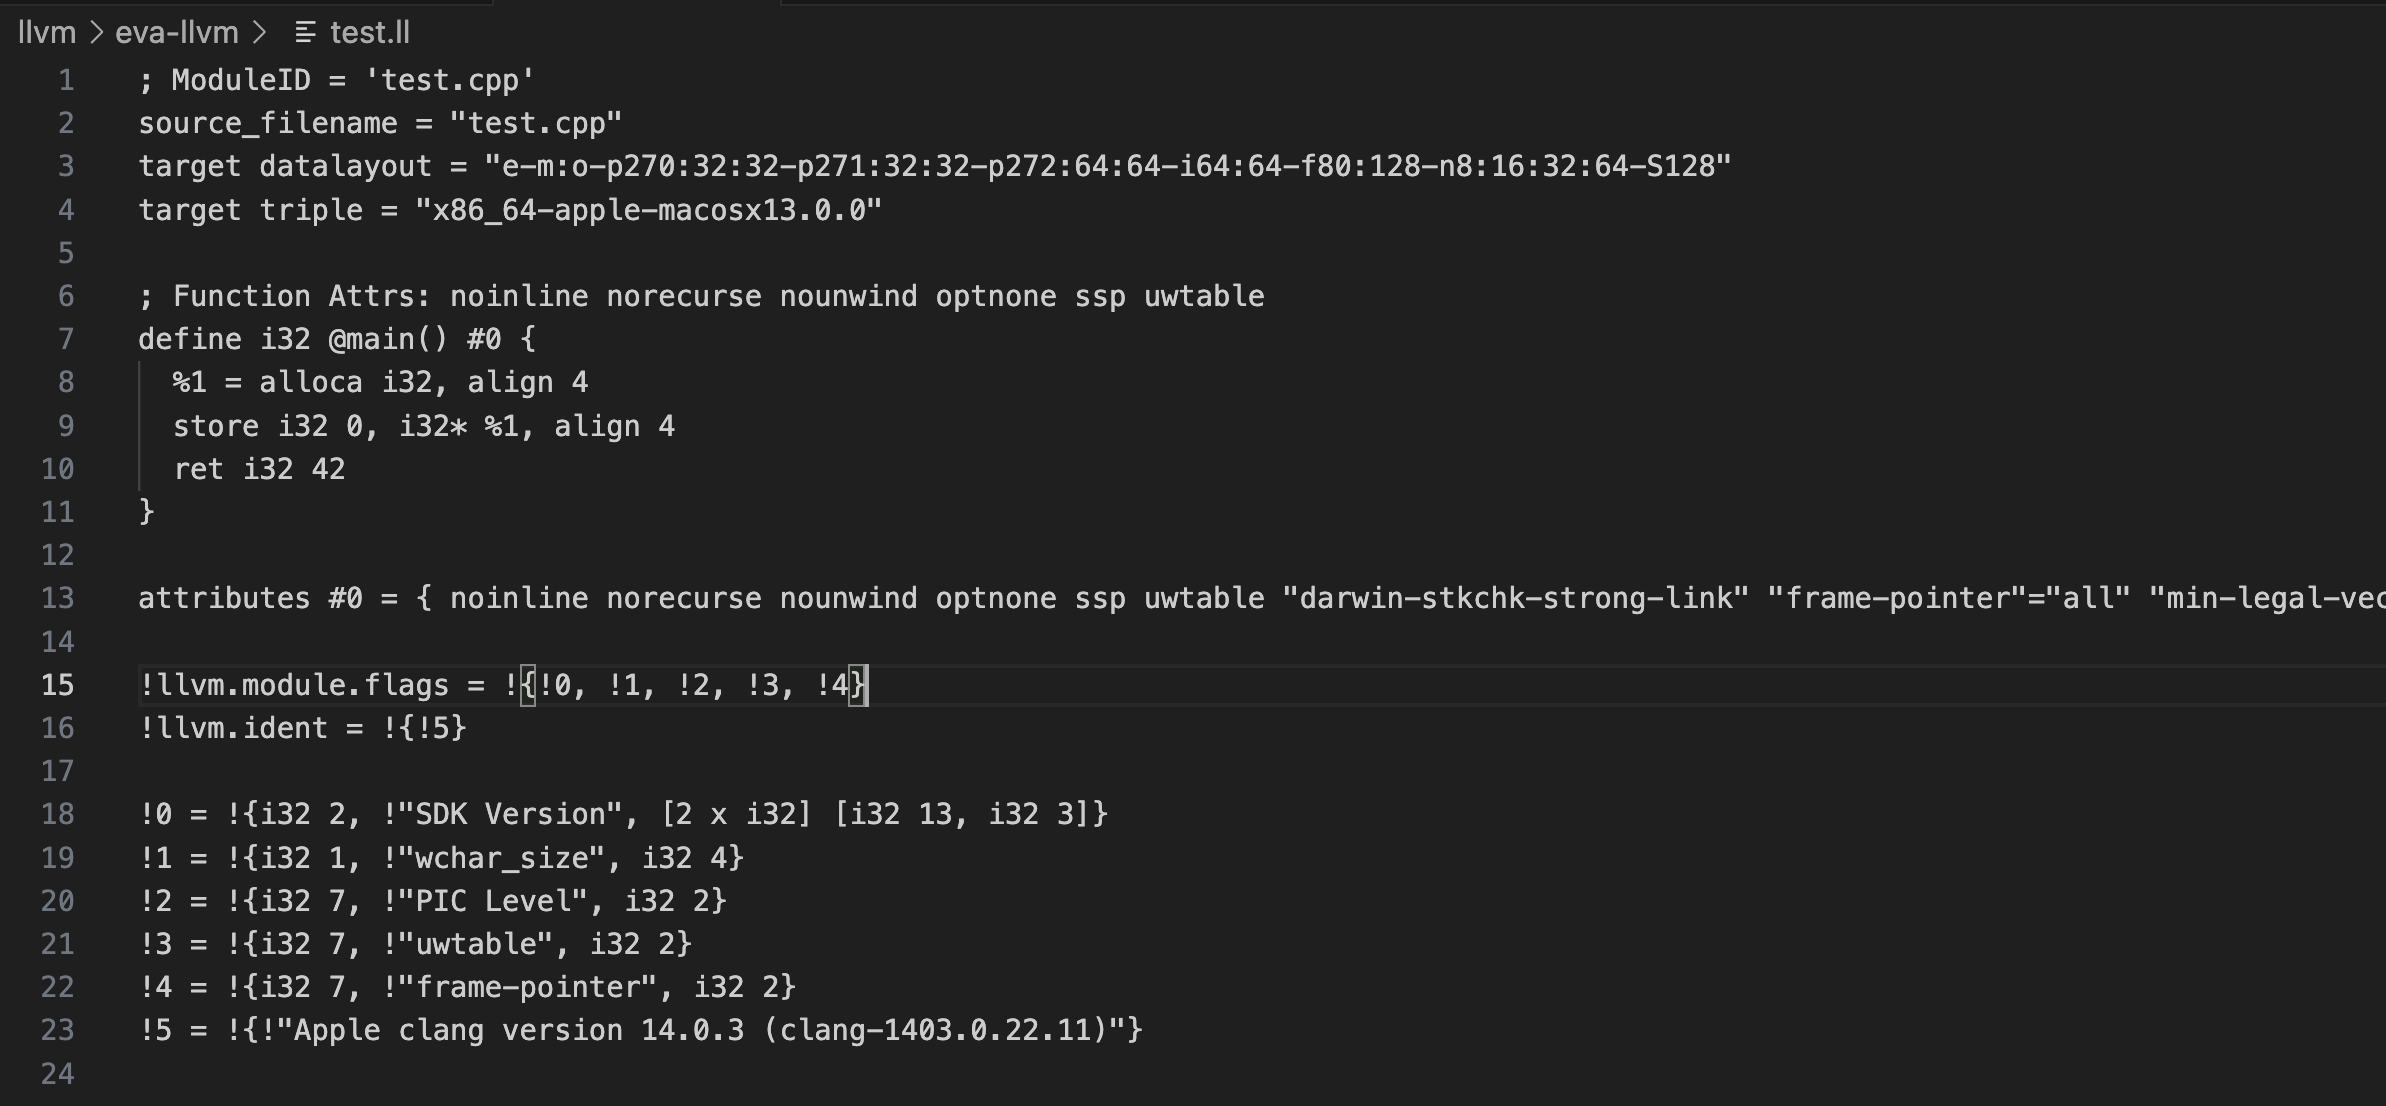 llvm > eva-llvm > test.ll
1 ; ModuleID = 'test.cpp'
2 source_filename = "test.cpp"
3 target datalayout = "e-m:o-p270:32:32-p271:32:32-p272:64:64-i64:64-f80:128-n8:16:32:64-S128"
4 target triple = "x86_64-apple-macosx13.0.0"
5
6 ; Function Attrs: noinline norecurse nounwind optnone ssp uwtable
7 define i32 @main() #0 {
8   %1 = alloca i32, align 4
9   store i32 0, i32* %1, align 4
10   ret i32 42
11 }
12
13 attributes #0 = { noinline norecurse nounwind optnone ssp uwtable "darwin-stkchk-strong-link" "frame-pointer"="all" "min-legal-vec
14
15 !llvm.module.flags = !{!0, !1, !2, !3, !4}
16 !llvm.ident = !{!5}
17
18 !0 = !{i32 2, !"SDK Version", [2 x i32] [i32 13, i32 3]}
19 !1 = !{i32 1, !"wchar_size", i32 4}
20 !2 = !{i32 7, !"PIC Level", i32 2}
21 !3 = !{i32 7, !"uwtable", i32 2}
22 !4 = !{i32 7, !"frame-pointer", i32 2}
23 !5 = !{!"Apple clang version 14.0.3 (clang-1403.0.22.11)"}
24